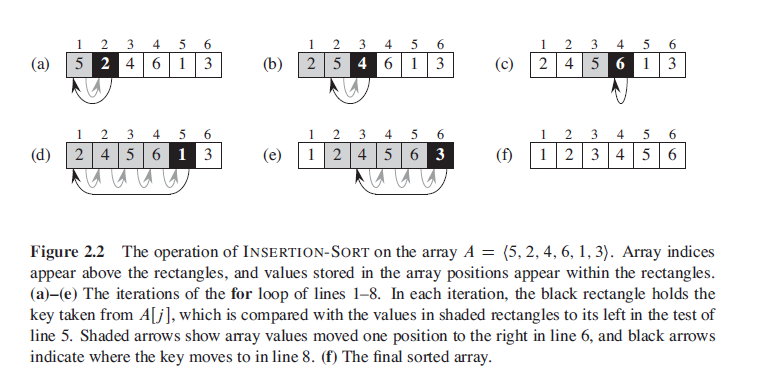 1 2 3 4 5 6 1 2 3 4 5 6 1 2 3 4 5 6
(a) 5 2 4 6 1 3 (b) 2 5 4 6 1 3 (c) 2 4 5 6 1 3
1 2 3 4 5 6 1 2 3 4 5 6 1 2 3 4 5 6
(d) 2 4 5 6 1 3 (e) 1 2 4 5 6 3 (f) 1 2 3 4 5 6
Figure 2.2 The operation of INSERTION-SORT on the array A = ⟨5, 2, 4, 6, 1, 3⟩. Array indices
appear above the rectangles, and values stored in the array positions appear within the rectangles.
(a)–(e) The iterations of the for loop of lines 1–8. In each iteration, the black rectangle holds the
key taken from A[j], which is compared with the values in shaded rectangles to its left in the test of
line 5. Shaded arrows show array values moved one position to the right in line 6, and black arrows
indicate where the key moves to in line 8. (f) The final sorted array.